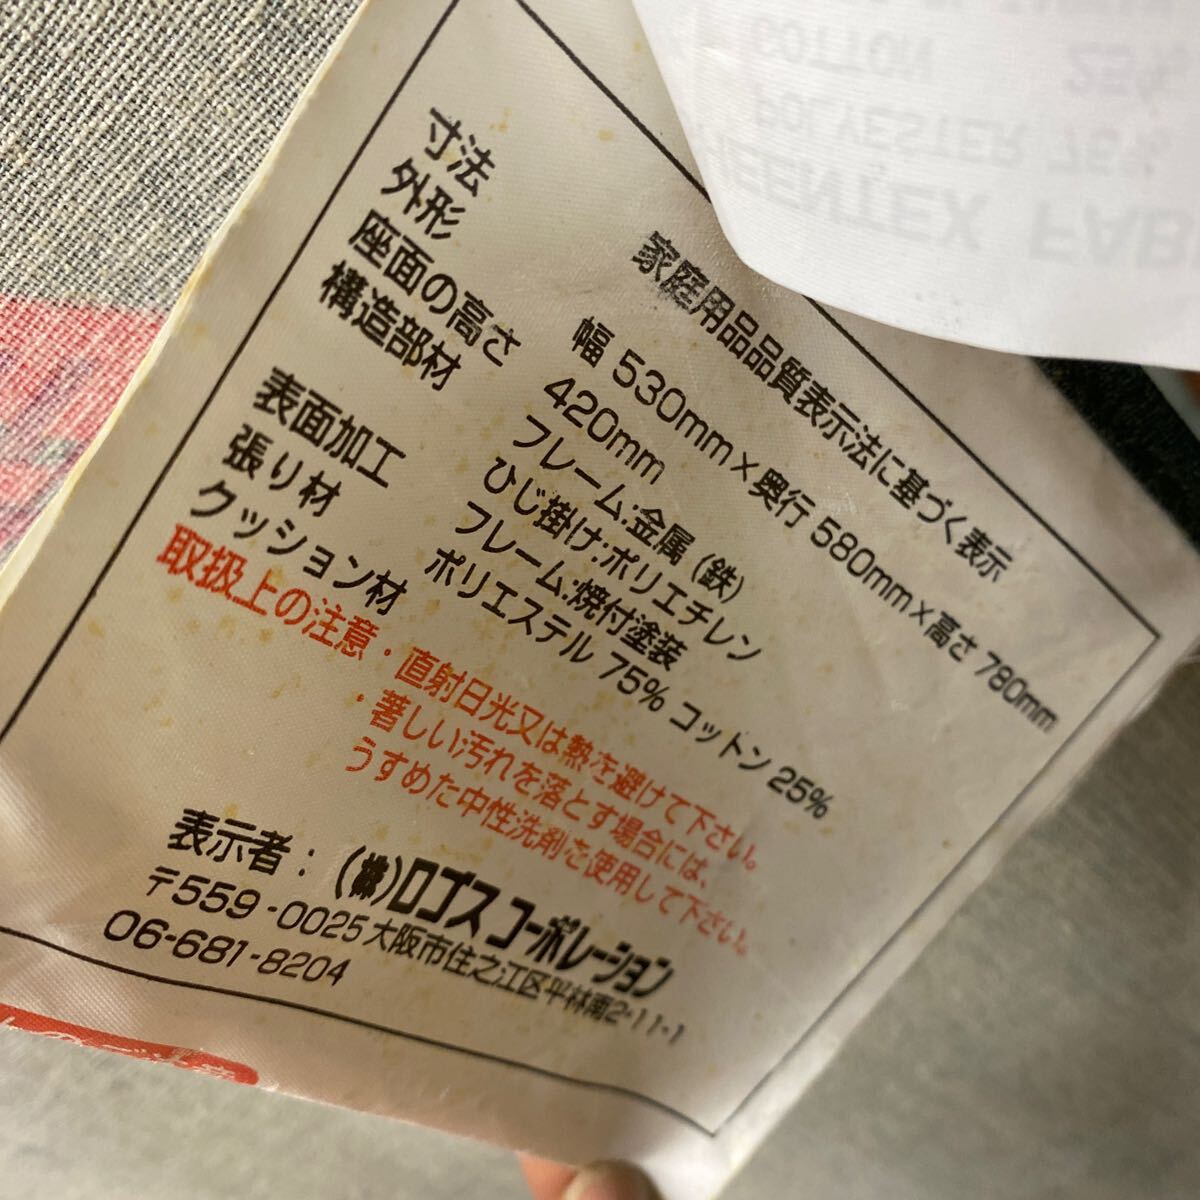 家庭用品品質表示法に基づく表示
寸法
外形 幅 530mm×奥行 580mm×高さ 780mm
座面の高さ 420mm
構造部材 フレーム:金属(鉄)
ひじ掛け:ポリエチレン
表面加工 フレーム:焼付塗装
張り材 ポリエステル 75% コットン 25%
クッション材
取扱上の注意・直射日光又は熱を避けて下さい。
・著しい汚れを落とす場合には、
うすめた中性洗剤を使用して下さい。
表示者:(株)ロゴス コーポレーション
〒559-0025大阪市住之江区平林南2-11-1
06-681-8204
COTTON 25%
POLYESTER 75%